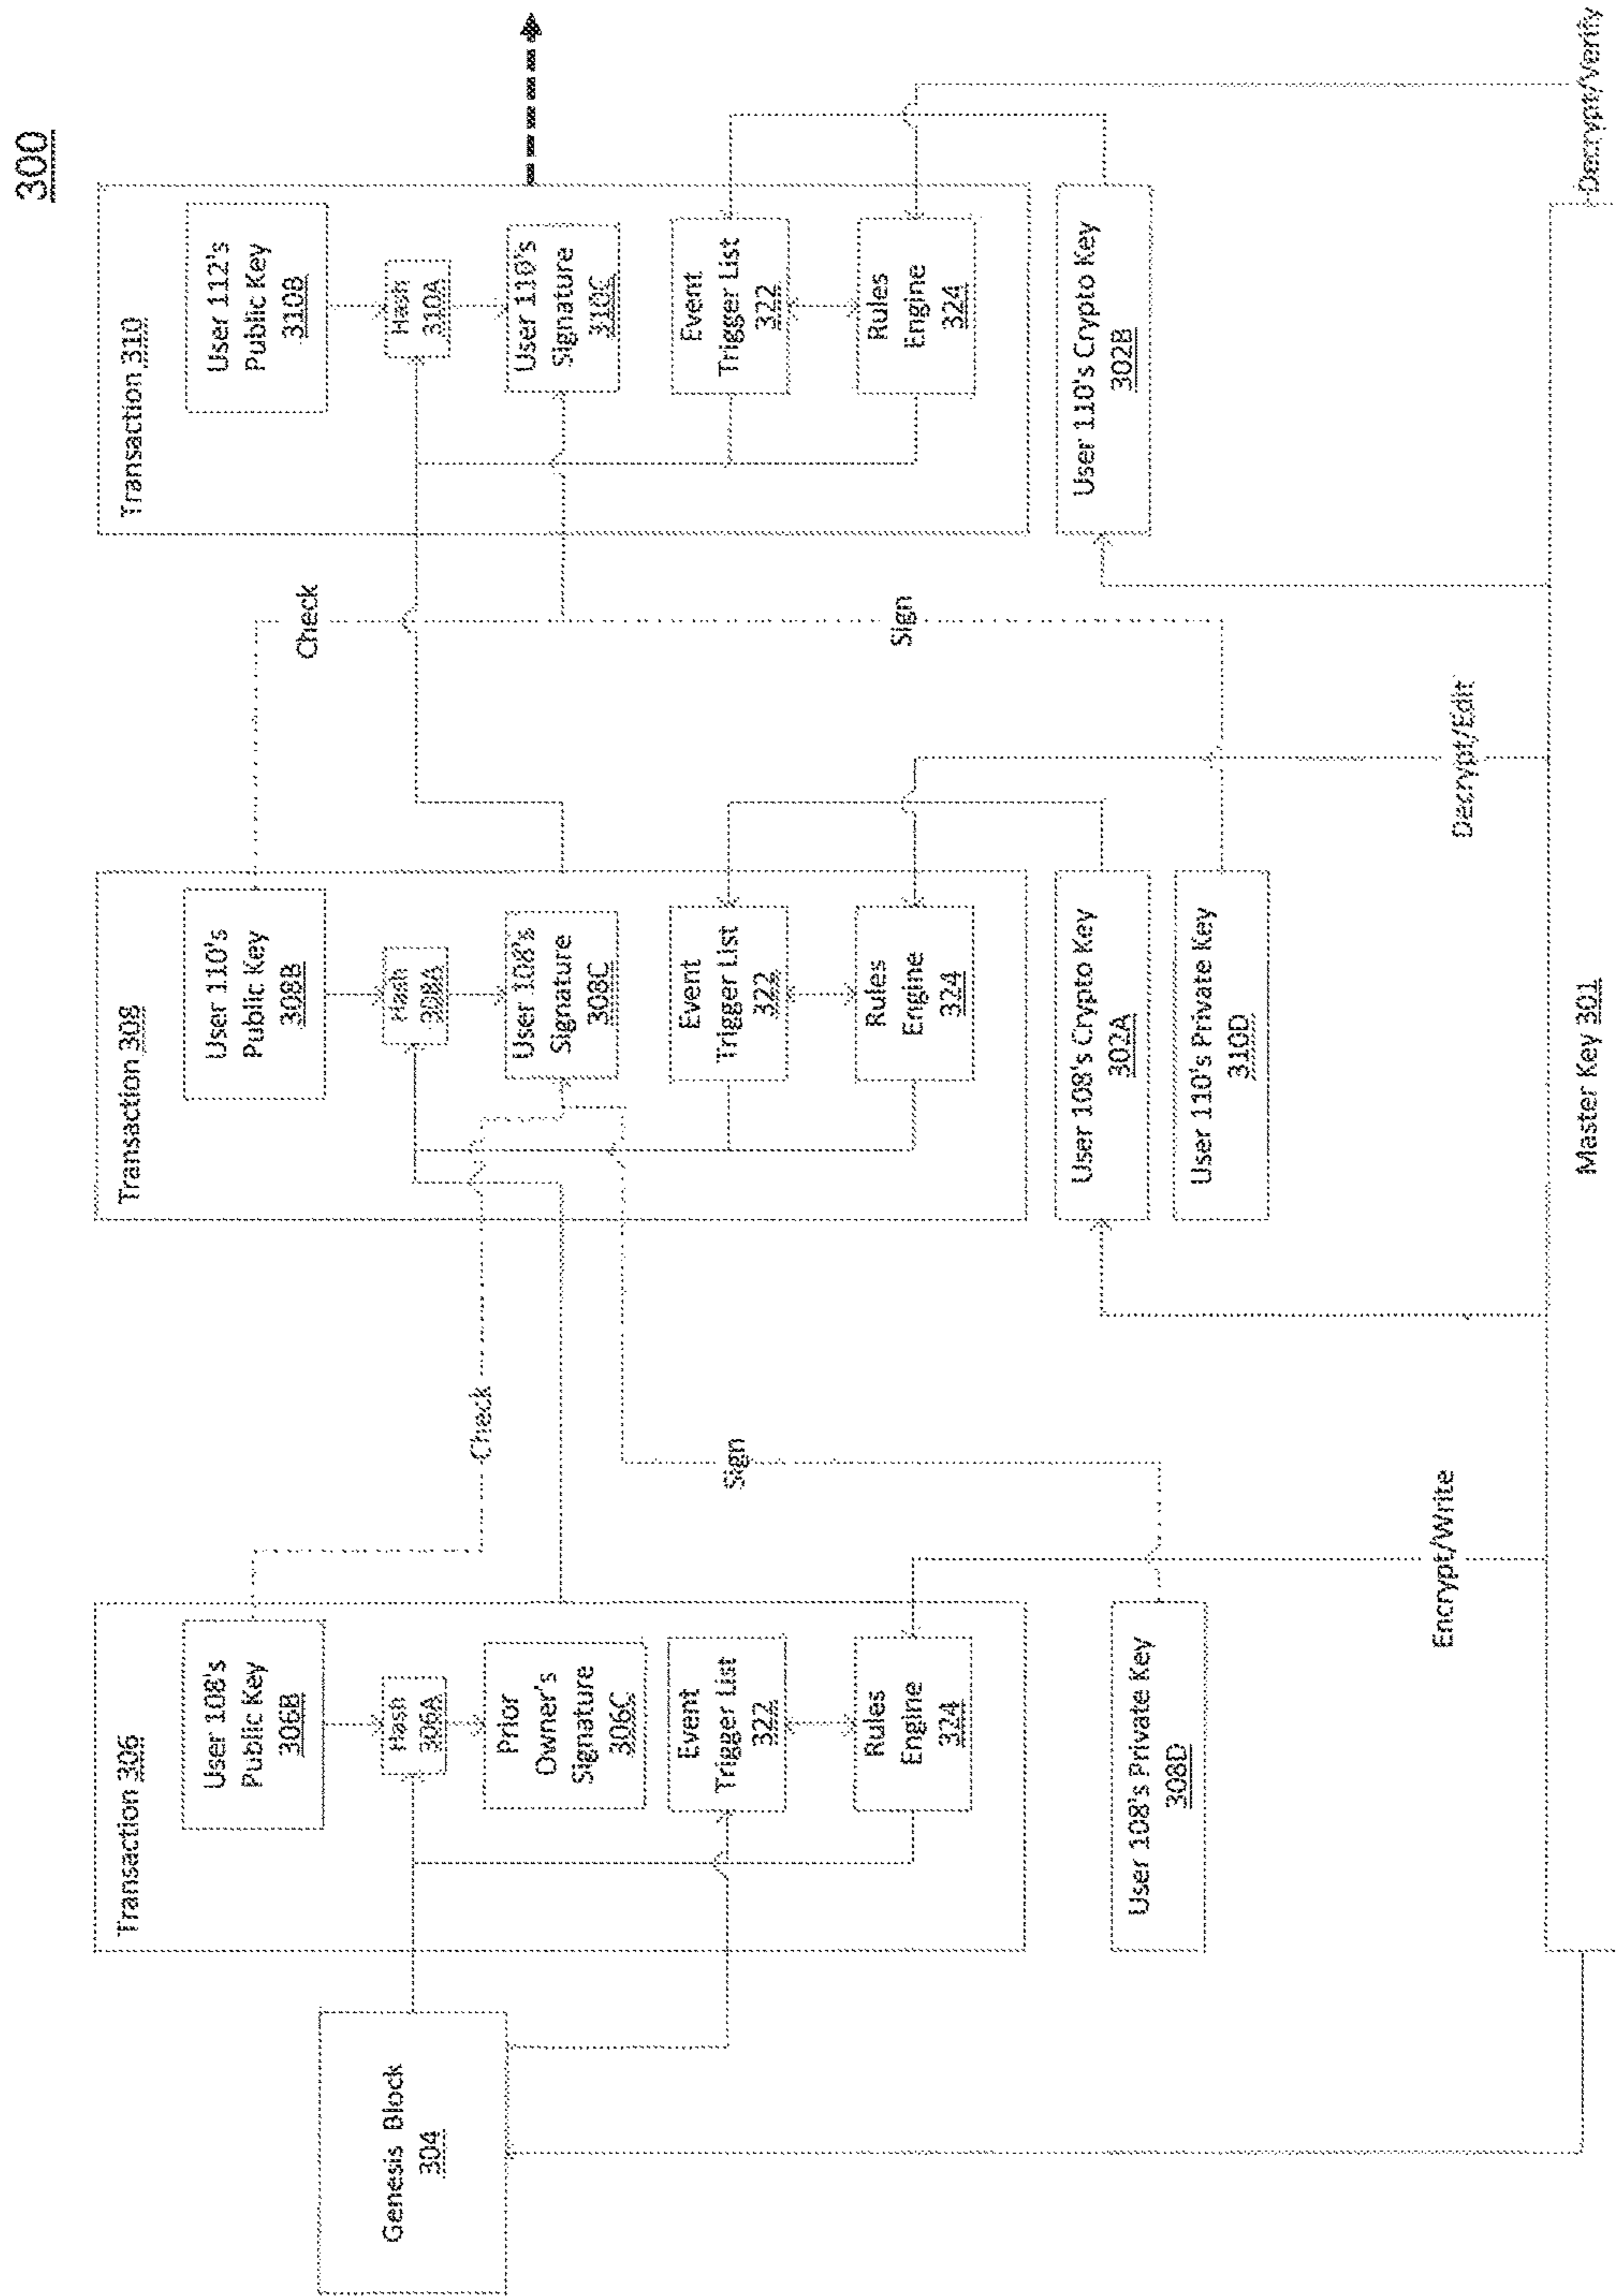 300
Genesis Block
304
Transaction 306
User 108's
Public Key
306B
Hash
306A
Prior
Owner's
Signature
306C
Event
Trigger List
322
Rules
Engine
324
User 108's Private Key
308D
Encrypt/Write
Check
Sign
Transaction 308
User 110's
Public Key
308B
Hash
308A
User 108's
Signature
308C
Event
Trigger List
322
Rules
Engine
324
User 108's Crypto Key
302A
User 110's Private Key
310D
Decrypt/Edit
Check
Sign
Transaction 310
User 112's
Public Key
310B
Hash
310A
User 110's
Signature
310C
Event
Trigger List
322
Rules
Engine
324
User 110's Crypto Key
302B
Decrypt/Verify
Master Key 301